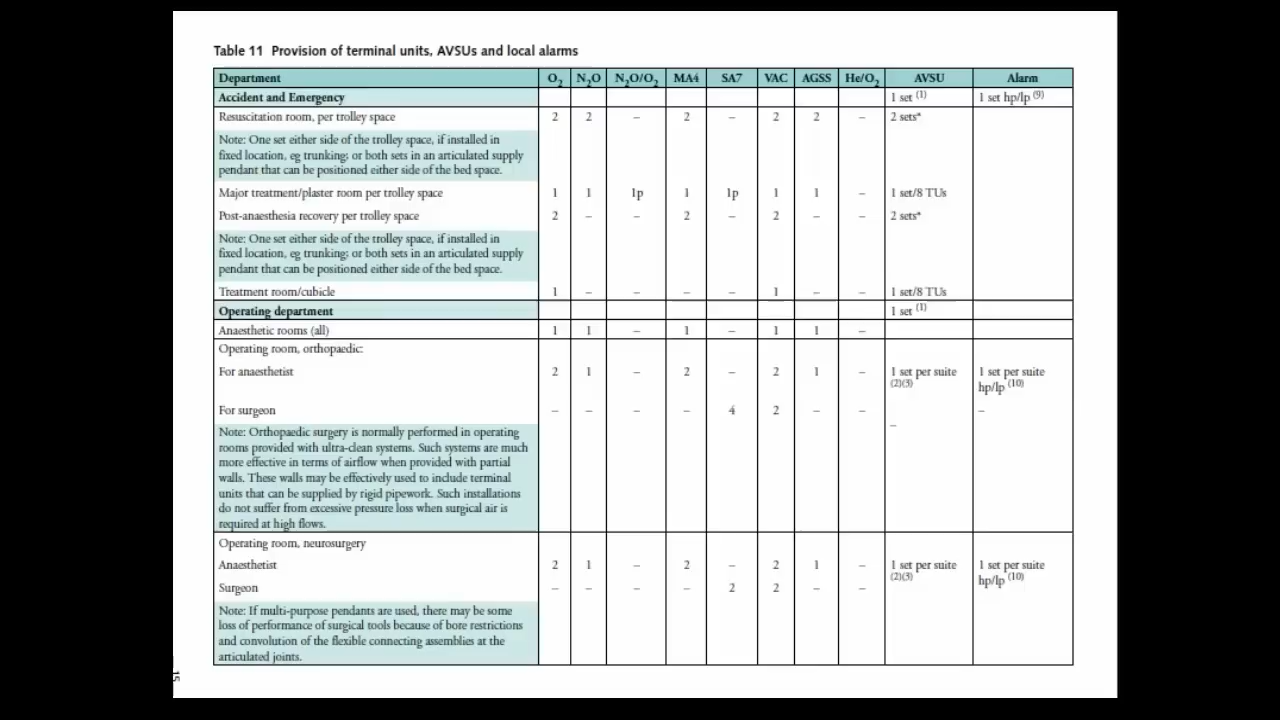 Table 11 Provision of terminal units, AVSUs and local alarms
Department O2 N2O N2O/O2 MA4 SA7 VAC AGSS He/O2 AVSU Alarm
Accident and Emergency 1 set (1) 1 set hp/lp (9)
Resuscitation room, per trolley space 2 2 – 2 – 2 2 – 2 sets*
Note: One set either side of the trolley space, if installed in
fixed location, eg trunking; or both sets in an articulated supply
pendant that can be positioned either side of the bed space.
Major treatment/plaster room per trolley space 1 1 1p 1 1p 1 1 – 1 set/8 TUs
Post-anaesthesia recovery per trolley space 2 – – 2 – 2 – – 2 sets*
Note: One set either side of the trolley space, if installed in
fixed location, eg trunking; or both sets in an articulated supply
pendant that can be positioned either side of the bed space.
Treatment room/cubicle 1 – – – – 1 – – 1 set/8 TUs
Operating department 1 set (1)
Anaesthetic rooms (all) 1 1 – 1 – 1 1 –
Operating room, orthopaedic:
For anaesthetist 2 1 – 2 – 2 1 – 1 set per suite 1 set per suite
(2)(3) hp/lp (10)
For surgeon – – – – 4 2 – – –
–
Note: Orthopaedic surgery is normally performed in operating
rooms provided with ultra-clean systems. Such systems are much
more effective in terms of airflow when provided with partial
walls. These walls may be effectively used to include terminal
units that can be supplied by rigid pipework. Such installations
do not suffer from excessive pressure loss when surgical air is
required at high flows.
Operating room, neurosurgery
Anaesthetist 2 1 – 2 – 2 1 – 1 set per suite 1 set per suite
(2)(3) hp/lp (10)
Surgeon – – – – 2 2 – –
Note: If multi-purpose pendants are used, there may be some
loss of performance of surgical tools because of bore restrictions
and convolution of the flexible connecting assemblies at the
articulated joints.